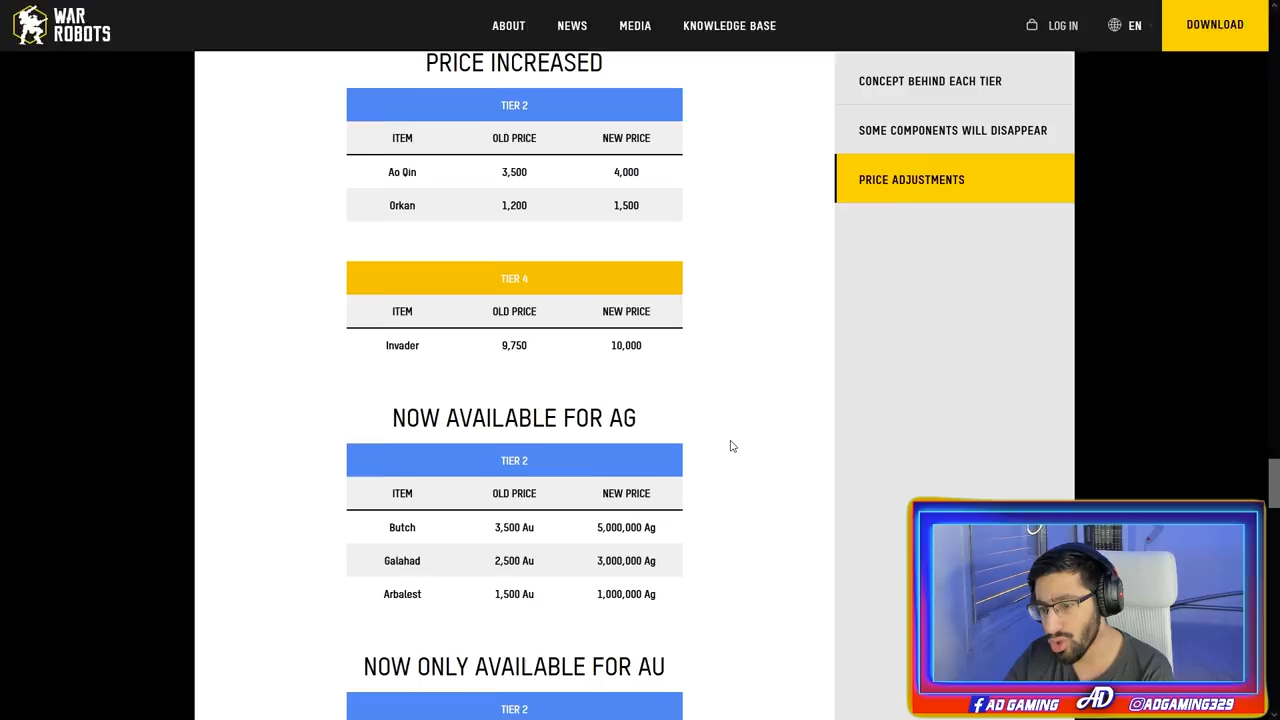 WAR
ROBOTS
ABOUT NEWS MEDIA KNOWLEDGE BASE
LOG IN EN DOWNLOAD
PRICE INCREASED
TIER 2
ITEM OLD PRICE NEW PRICE
Ao Qin 3,500 4,000
Orkan 1,200 1,500
TIER 4
ITEM OLD PRICE NEW PRICE
Invader 9,750 10,000
NOW AVAILABLE FOR AG
TIER 2
ITEM OLD PRICE NEW PRICE
Butch 3,500 Au 5,000,000 Ag
Galahad 2,500 Au 3,000,000 Ag
Arbalest 1,500 Au 1,000,000 Ag
NOW ONLY AVAILABLE FOR AU
TIER 2
CONCEPT BEHIND EACH TIER
SOME COMPONENTS WILL DISAPPEAR
PRICE ADJUSTMENTS
AD GAMING AD @ADGAMING329